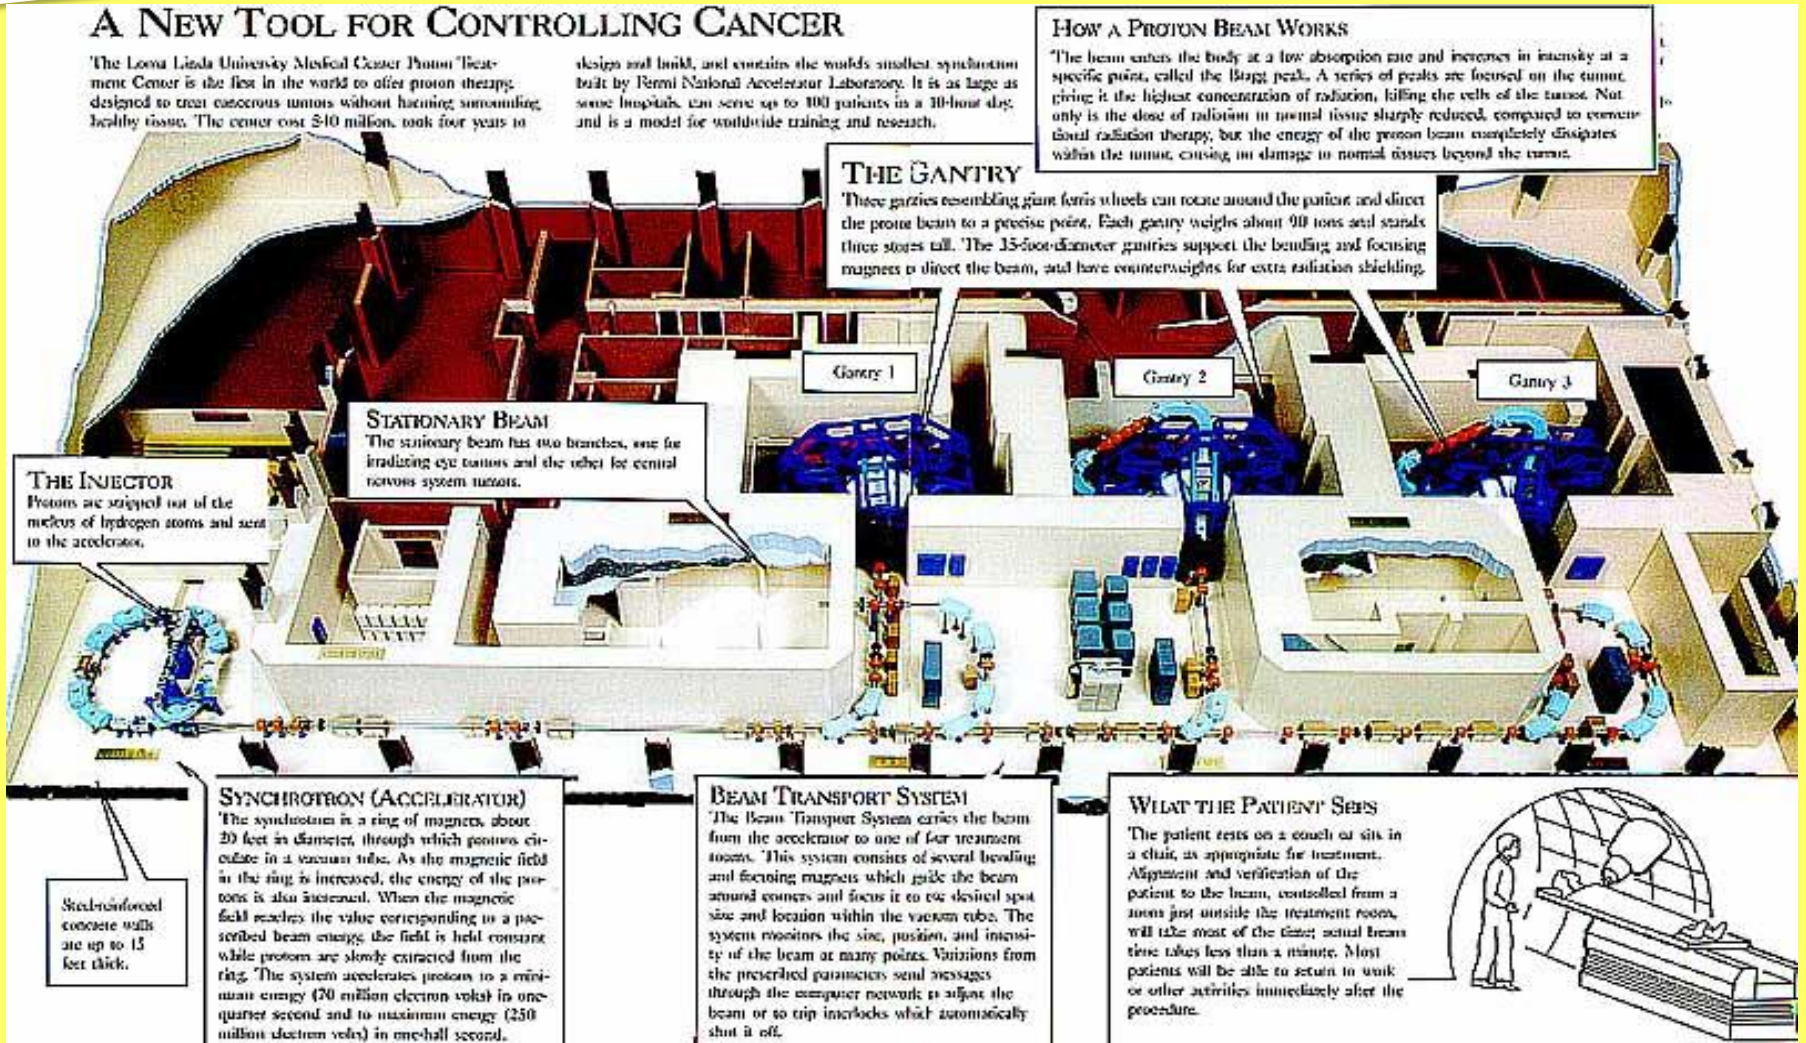 A NEW TOOL FOR CONTROLLING CANCER
The Loma Linda University Medical Center Proton Treat-
ment Center is the first in the world to offer proton therapy,
designed to treat cancerous tumors without harming surrounding
healthy tissue. The center cost $40 million, took four years to
design and build, and contains the world's smallest synchrotron
built by Fermi National Accelerator Laboratory. It is as large as
some hospitals, can serve up to 100 patients in a 10-hour day,
and is a model for worldwide training and research.
HOW A PROTON BEAM WORKS
The beam enters the body at a low absorption rate and increases in intensity at a
specific point, called the Bragg peak. A series of peaks are focused on the tumor,
giving it the highest concentration of radiation, killing the cells of the tumor. Not
only is the dose of radiation to normal tissue sharply reduced, compared to conven-
tional radiation therapy, but the energy of the proton beam completely dissipates
within the tumor, causing no damage to normal tissues beyond the tumor.
THE GANTRY
Three gantries resembling giant ferris wheels can rotate around the patient and direct
the proton beam to a precise point. Each gantry weighs about 90 tons and stands
three stories tall. The 35-foot-diameter gantries support the bending and focusing
magnets to direct the beam, and have counterweights for extra radiation shielding.
Gantry 1
Gantry 2
Gantry 3
STATIONARY BEAM
The stationary beam has two branches, one for
irradiating eye tumors and the other for central
nervous system tumors.
THE INJECTOR
Protons are stripped out of the
nucleus of hydrogen atoms and sent
to the accelerator.
Steel-reinforced
concrete walls
are up to 15
feet thick.
SYNCHROTRON (ACCELERATOR)
The synchrotron is a ring of magnets, about
20 feet in diameter, through which protons cir-
culate in a vacuum tube. As the magnetic field
in the ring is increased, the energy of the pro-
tons is also increased. When the magnetic
field reaches the value corresponding to a pre-
scribed beam energy, the field is held constant
while protons are slowly extracted from the
ring. The system accelerates protons to a mini-
mum energy (70 million electron volts) in one-
quarter second and to maximum energy (250
million electron volts) in one-half second.
BEAM TRANSPORT SYSTEM
The Beam Transport System carries the beam
from the accelerator to one of four treatment
rooms. This system consists of several bending
and focusing magnets which guide the beam
around corners and focus it to the desired spot
size and location within the vacuum tube. The
system monitors the size, position, and intensi-
ty of the beam at many points. Variations from
the prescribed parameters send messages
through the computer network to adjust the
beam or to trip interlocks which automatically
shut it off.
WHAT THE PATIENT SEES
The patient rests on a couch or sits in
a chair, as appropriate for treatment.
Alignment and verification of the
patient to the beam, controlled from a
room just outside the treatment room,
will take most of the time; actual beam
time takes less than a minute. Most
patients will be able to return to work
or other activities immediately after the
procedure.